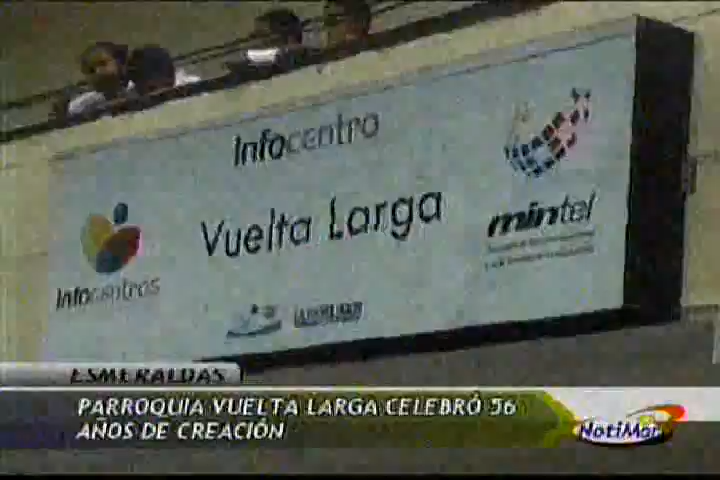 Infocentro
Vuelta Larga
Infocentros
mintel
ESMERALDAS
PARROQUIA VUELTA LARGA CELEBRÓ 56
AÑOS DE CREACIÓN
NotiMar